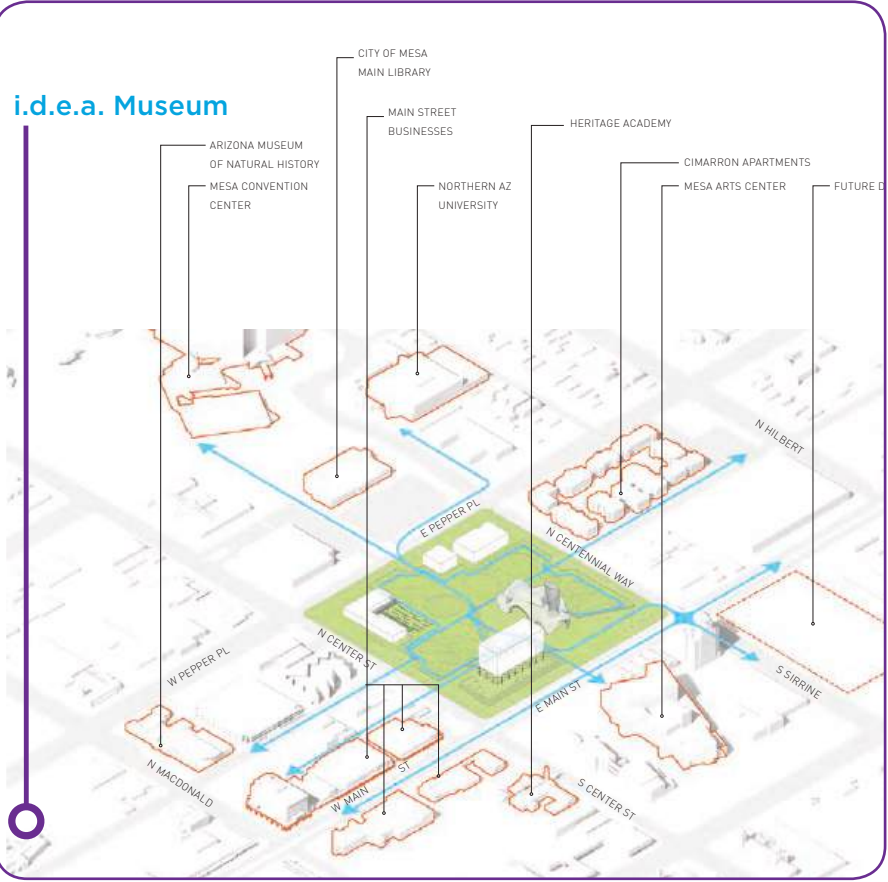 CITY OF MESA
MAIN LIBRARY
i.d.e.a. Museum
MAIN STREET
BUSINESSES
HERITAGE ACADEMY
ARIZONA MUSEUM
OF NATURAL HISTORY
CIMARRON APARTMENTS
MESA CONVENTION
CENTER
NORTHERN AZ
UNIVERSITY
MESA ARTS CENTER
FUTURE D
N HILBERT
E PEPPER PL
N CENTENNIAL WAY
N CENTER ST
W PEPPER PL
S SIRRINE
E MAIN ST
N MACDONALD
W MAIN ST
S CENTER ST